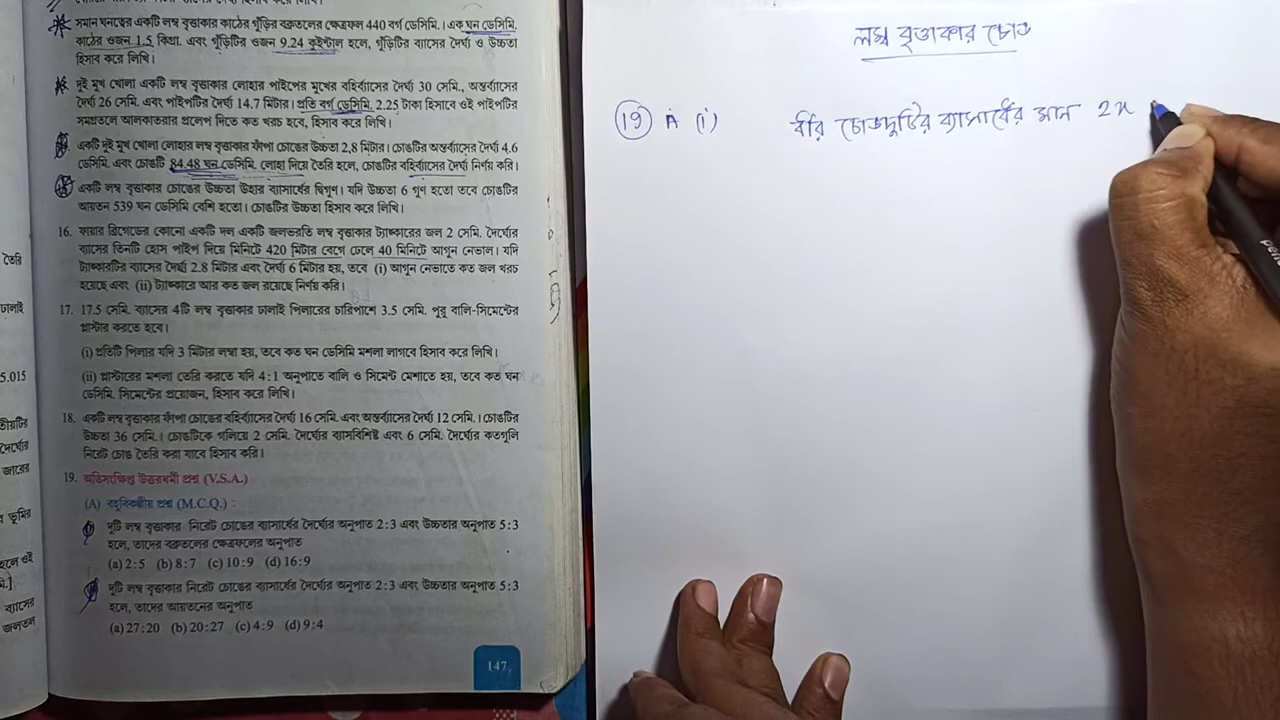 সমান ঘনত্বের একটি লম্ব বৃত্তাকার কাঠের গুঁড়ির বক্রতলের ক্ষেত্রফল 440 বর্গ ডেসিমি.। এক ঘন ডেসিমি.
কাঠের ওজন 1.5 কিগ্রা. এবং গুঁড়িটির ওজন 9.24 কুইন্টাল হলে, গুঁড়িটির ব্যাসের দৈর্ঘ্য ও উচ্চতা
হিসাব করে লিখি।
দুই মুখ খোলা একটি লম্ব বৃত্তাকার লোহার পাইপের মুখের বহির্ব্যাসের দৈর্ঘ্য 30 সেমি., অন্তর্ব্যাসের
দৈর্ঘ্য 26 সেমি. এবং পাইপটির দৈর্ঘ্য 14.7 মিটার। প্রতি বর্গ ডেসিমি. 2.25 টাকা হিসাবে ওই পাইপটির
সমগ্রতলে আলকাতরার প্রলেপ দিতে কত খরচ হবে, হিসাব করে লিখি।
একটি দুই মুখ খোলা লোহার লম্ব বৃত্তাকার ফাঁপা চোঙের উচ্চতা 2.8 মিটার। চোঙটির অন্তর্ব্যাসের দৈর্ঘ্য 4.6
ডেসিমি. এবং চোঙটি 84.48 ঘন ডেসিমি. লোহা দিয়ে তৈরি হলে, চোঙটির বহির্ব্যাসের দৈর্ঘ্য নির্ণয় করি।
একটি লম্ব বৃত্তাকার চোঙের উচ্চতা উহার ব্যাসার্ধের দ্বিগুণ। যদি উচ্চতা 6 গুণ হতো তবে চোঙটির
আয়তন 539 ঘন ডেসিমি বেশি হতো। চোঙটির উচ্চতা হিসাব করে লিখি।
16. ফায়ার ব্রিগেডের কোনো একটি দল একটি জলভরতি লম্ব বৃত্তাকার ট্যাঙ্কারের জল 2 সেমি. দৈর্ঘ্যের
ব্যাসের তিনটি হোস পাইপ দিয়ে মিনিটে 420 মিটার বেগে ঢেলে 40 মিনিটে আগুন নেভাল। যদি
ট্যাঙ্কারটির ব্যাসের দৈর্ঘ্য 2.8 মিটার এবং দৈর্ঘ্য 6 মিটার হয়, তবে (i) আগুন নেভাতে কত জল খরচ
হয়েছে এবং (ii) ট্যাঙ্কারে আর কত জল রয়েছে নির্ণয় করি।
17. 17.5 সেমি. ব্যাসের 4টি লম্ব বৃত্তাকার ঢালাই পিলারের চারিপাশে 3.5 সেমি. পুরু বালি-সিমেন্টের
প্লাস্টার করতে হবে।
(i) প্রতিটি পিলার যদি 3 মিটার লম্বা হয়, তবে কত ঘন ডেসিমি মশলা লাগবে হিসাব করে লিখি।
(ii) প্লাস্টারের মশলা তৈরি করতে যদি 4:1 অনুপাতে বালি ও সিমেন্ট মেশাতে হয়, তবে কত ঘন
ডেসিমি. সিমেন্টের প্রয়োজন, হিসাব করে লিখি।
18. একটি লম্ব বৃত্তাকার ফাঁপা চোঙের বহির্ব্যাসের দৈর্ঘ্য 16 সেমি. এবং অন্তর্ব্যাসের দৈর্ঘ্য 12 সেমি.। চোঙটির
উচ্চতা 36 সেমি.। চোঙটিকে গলিয়ে 2 সেমি. দৈর্ঘ্যের ব্যাসবিশিষ্ট এবং 6 সেমি. দৈর্ঘ্যের কতগুলি
নিরেট চোঙ তৈরি করা যাবে হিসাব করি।
19. অতিসংক্ষিপ্ত উত্তরধর্মী প্রশ্ন (V.S.A.)
(A) বহুবিকল্পীয় প্রশ্ন (M.C.Q.) :
দুটি লম্ব বৃত্তাকার নিরেট চোঙের ব্যাসার্ধের দৈর্ঘ্যের অনুপাত 2:3 এবং উচ্চতার অনুপাত 5:3
হলে, তাদের বক্রতলের ক্ষেত্রফলের অনুপাত
(a) 2:5 (b) 8:7 (c) 10:9 (d) 16:9
দুটি লম্ব বৃত্তাকার নিরেট চোঙের ব্যাসার্ধের দৈর্ঘ্যের অনুপাত 2:3 এবং উচ্চতার অনুপাত 5:3
হলে, তাদের আয়তনের অনুপাত
(a) 27:20 (b) 20:27 (c) 4:9 (d) 9:4
147
তৈরি
ঢালাই
5.015
তীয়টির
দৈর্ঘ্যের
জারের
ব ভূমির
হলে ওই
ব্যাসের
জলতল
লম্ব বৃত্তাকার চোঙ
19 A (i) ধরি চোঙদুটির ব্যাসার্ধের মান 2x